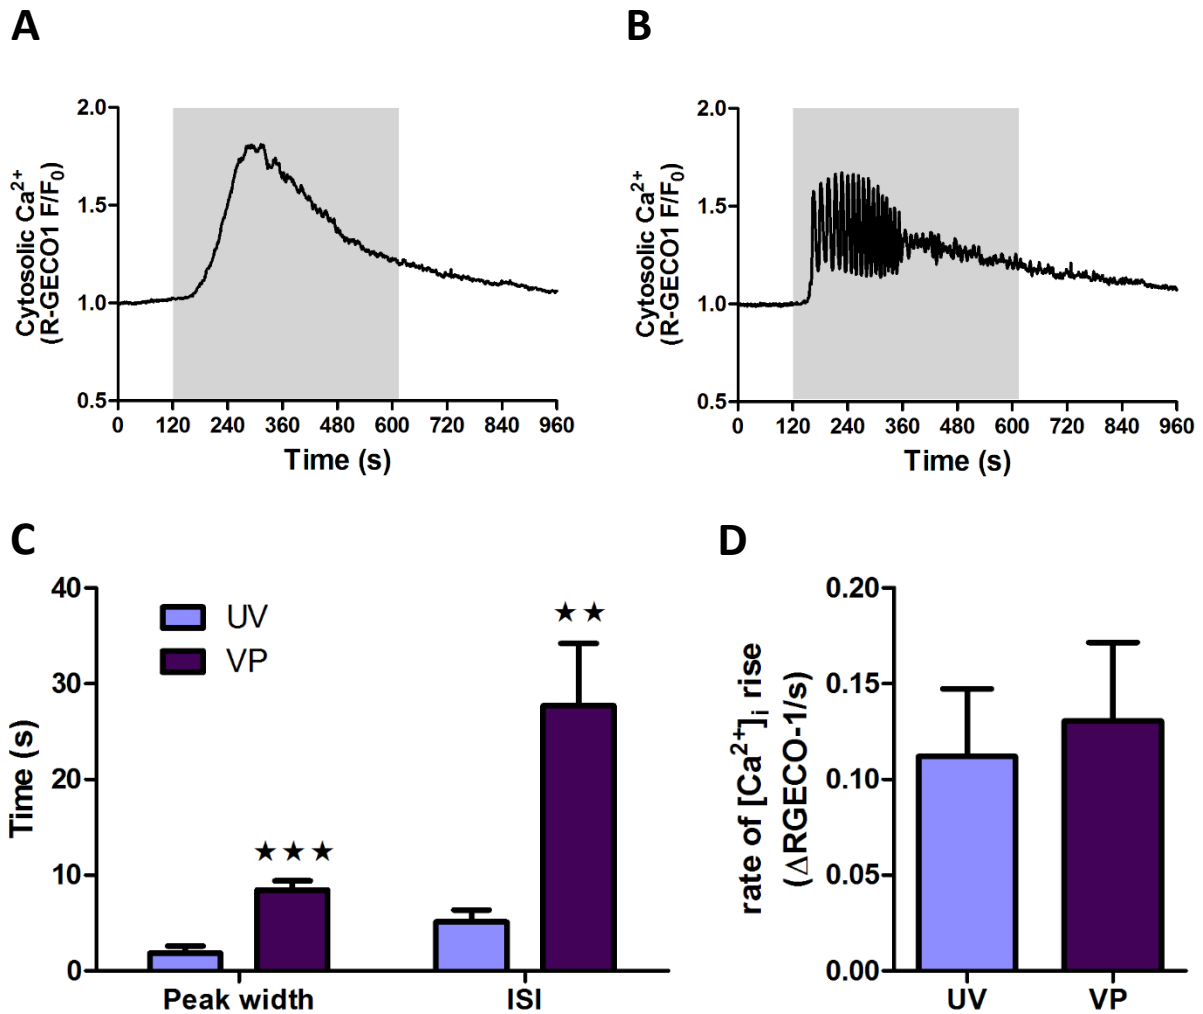 A
B
Cytosolic Ca²⁺
(R-GECO1 F/F₀)
2.0
1.5
1.0
0.5
0 120 240 360 480 600 720 840 960
Time (s)
Cytosolic Ca²⁺
(R-GECO1 F/F₀)
2.0
1.5
1.0
0.5
0 120 240 360 480 600 720 840 960
Time (s)
C
D
Time (s)
40
30
20
10
0
UV
VP
★★★
★★
Peak width ISI
rate of [Ca²⁺]ᵢ rise
(ΔRGECO-1/s)
0.20
0.15
0.10
0.05
0.00
UV VP